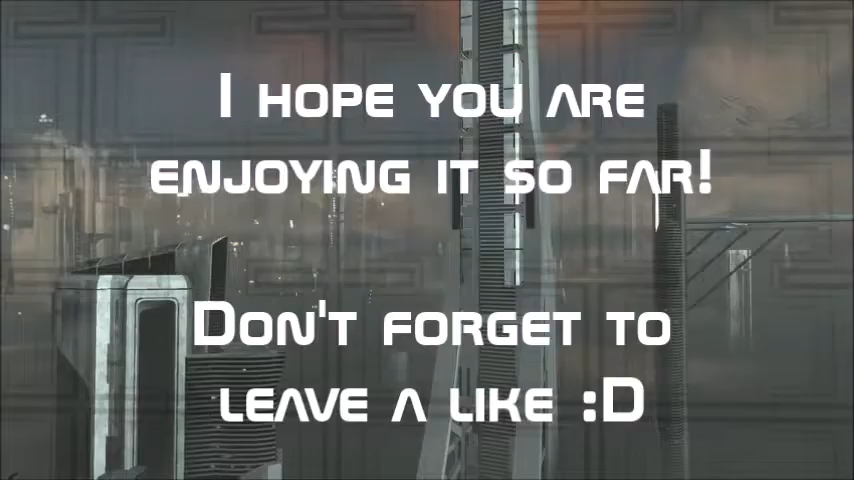 I HOPE YOU ARE
ENJOYING IT SO FAR!
DON'T FORGET TO
LEAVE A LIKE :D